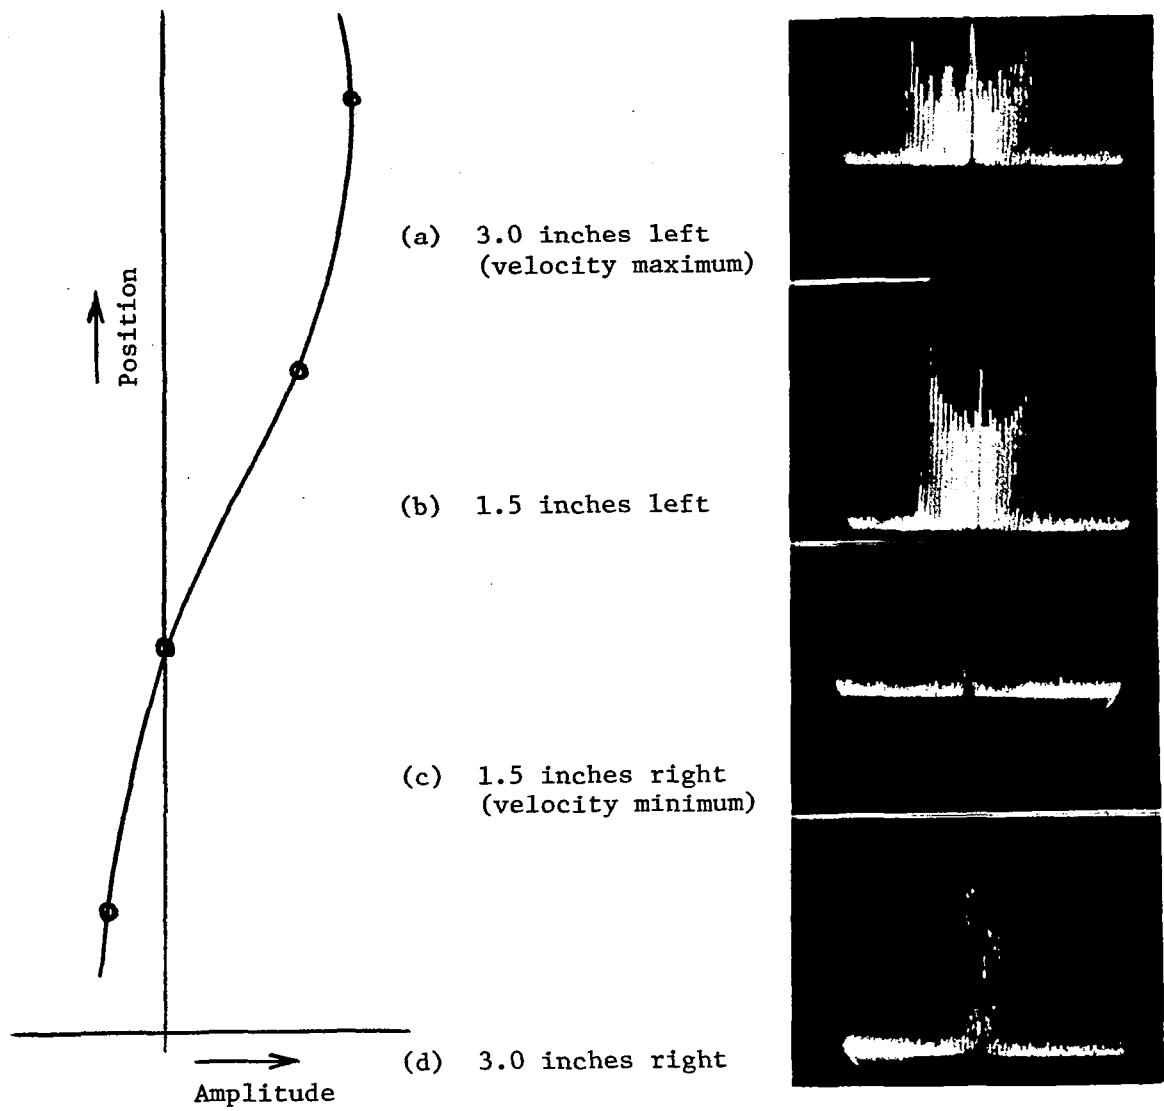 (a) 3.0 inches left
(velocity maximum)
Position
(b) 1.5 inches left
(c) 1.5 inches right
(velocity minimum)
(d) 3.0 inches right
Amplitude